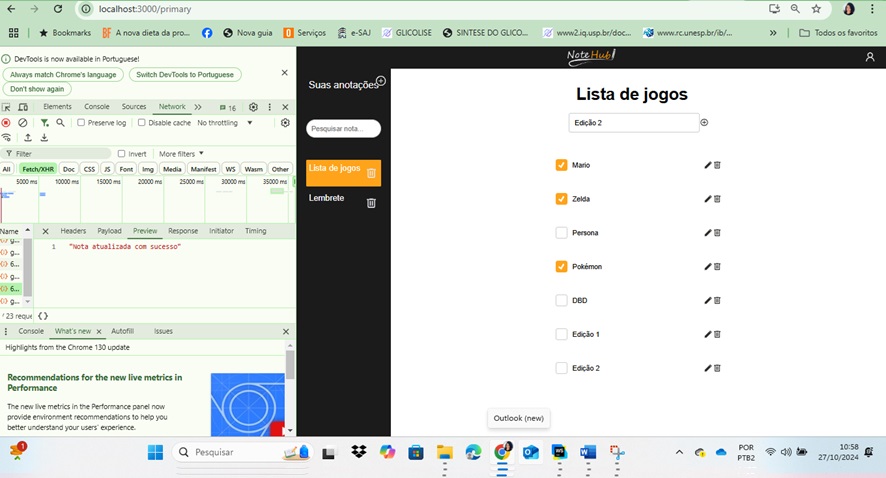 localhost:3000/primary
Bookmarks
A nova dieta da pro...
Nova guia
Serviços
e-SAJ
GLICOLISE
SINTESE DO GLICO...
www2.iq.usp.br/doc...
www.rc.unesp.br/ib/...
Todos os favoritos
DevTools is now available in Portuguese!
Always match Chrome's language
Switch DevTools to Portuguese
Don't show again
Elements
Console
Sources
Network
16
Preserve log
Disable cache
No throttling
Filter
Invert
More filters
All
Fetch/XHR
Doc
CSS
JS
Font
Img
Media
Manifest
WS
Wasm
Other
5000 ms
10000 ms
15000 ms
20000 ms
25000 ms
30000 ms
35000 ms
Name
Headers
Payload
Preview
Response
Initiator
Timing
g...
6...
g...
6...
g...
1 "Nota atualizada com sucesso"
23 reque
{}
Console
What's new
Autofill
Issues
Highlights from the Chrome 130 update
Recommendations for the new live metrics in
Performance
The new live metrics in the Performance panel now
provide environment recommendations to help you
better understand your users' experience.
NoteHub!
Suas anotações
Pesquisar nota...
Lista de jogos
Lembrete
Lista de jogos
Edição 2
Mario
Zelda
Persona
Pokémon
DBD
Edição 1
Edição 2
Outlook (new)
1
Pesquisar
POR
PTB2
10:58
27/10/2024